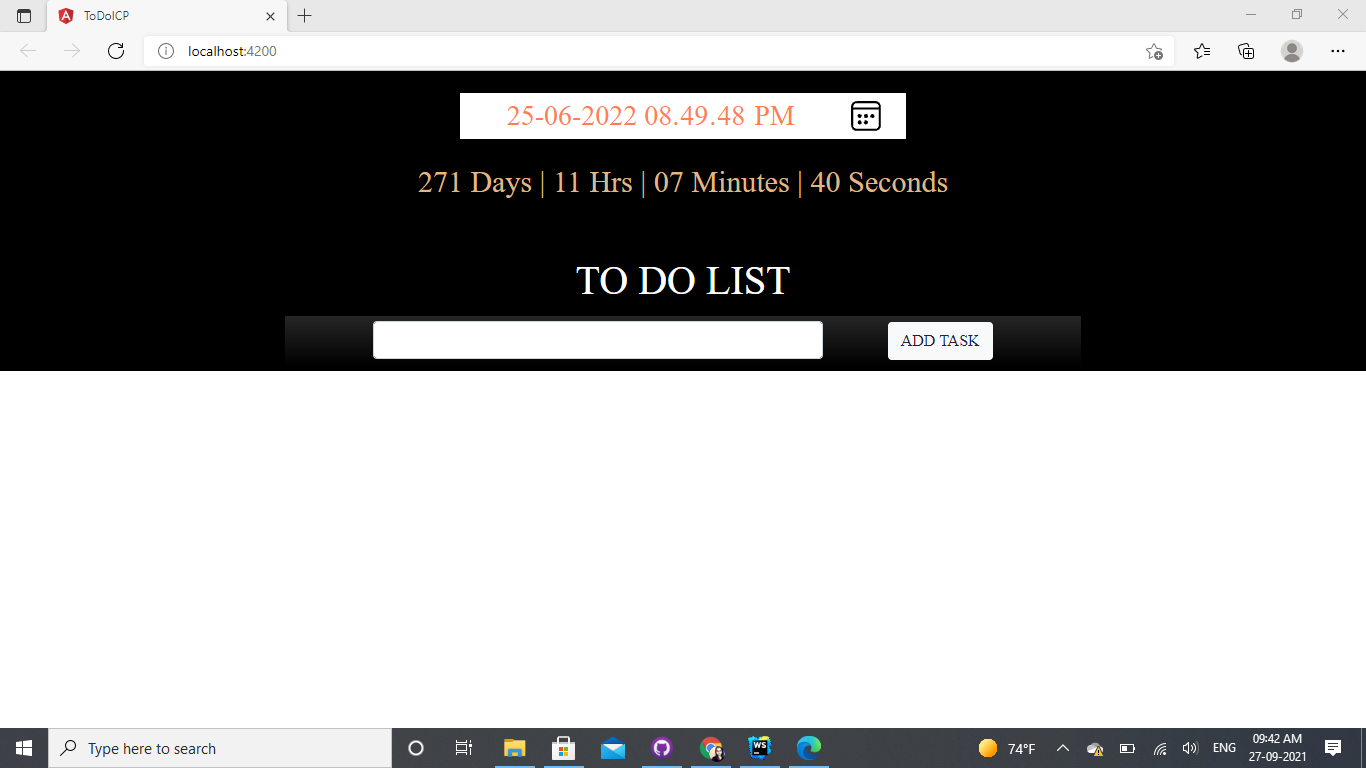 ToDoICP
localhost:4200
25-06-2022 08.49.48 PM
271 Days | 11 Hrs | 07 Minutes | 40 Seconds
TO DO LIST
ADD TASK
Type here to search
WS
74°F
ENG
09:42 AM
27-09-2021